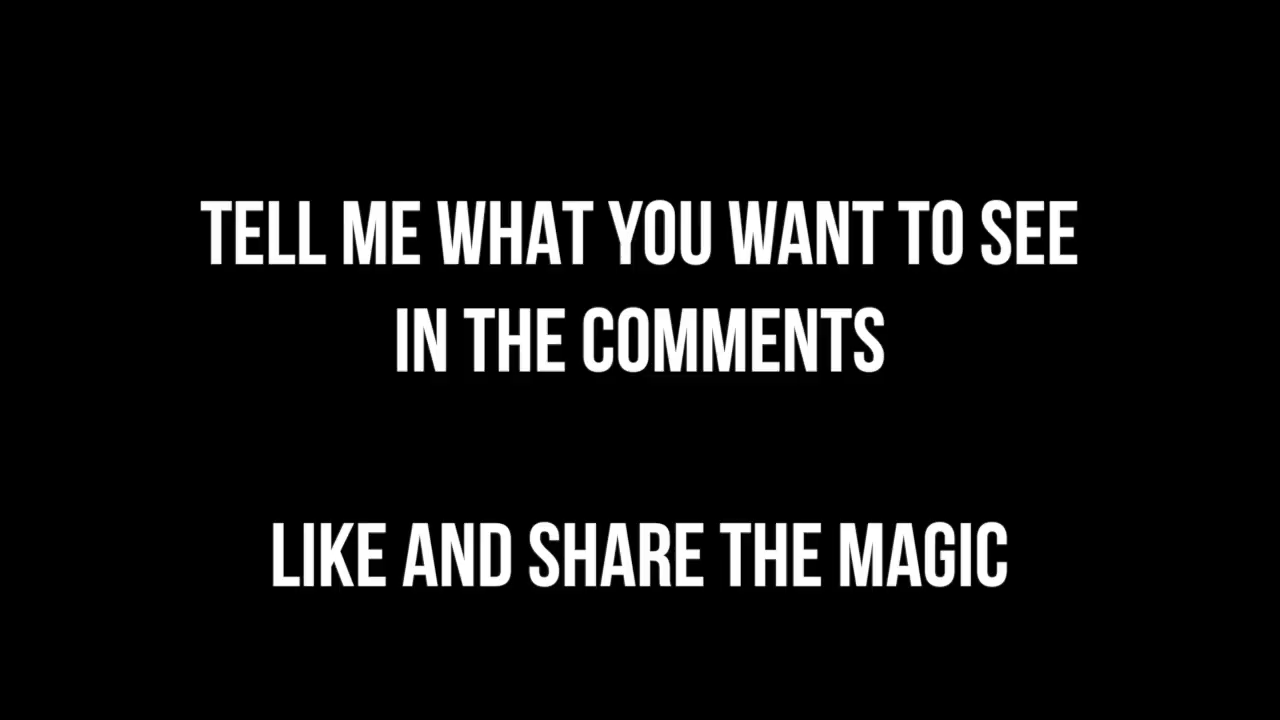 TELL ME WHAT YOU WANT TO SEE
IN THE COMMENTS
LIKE AND SHARE THE MAGIC